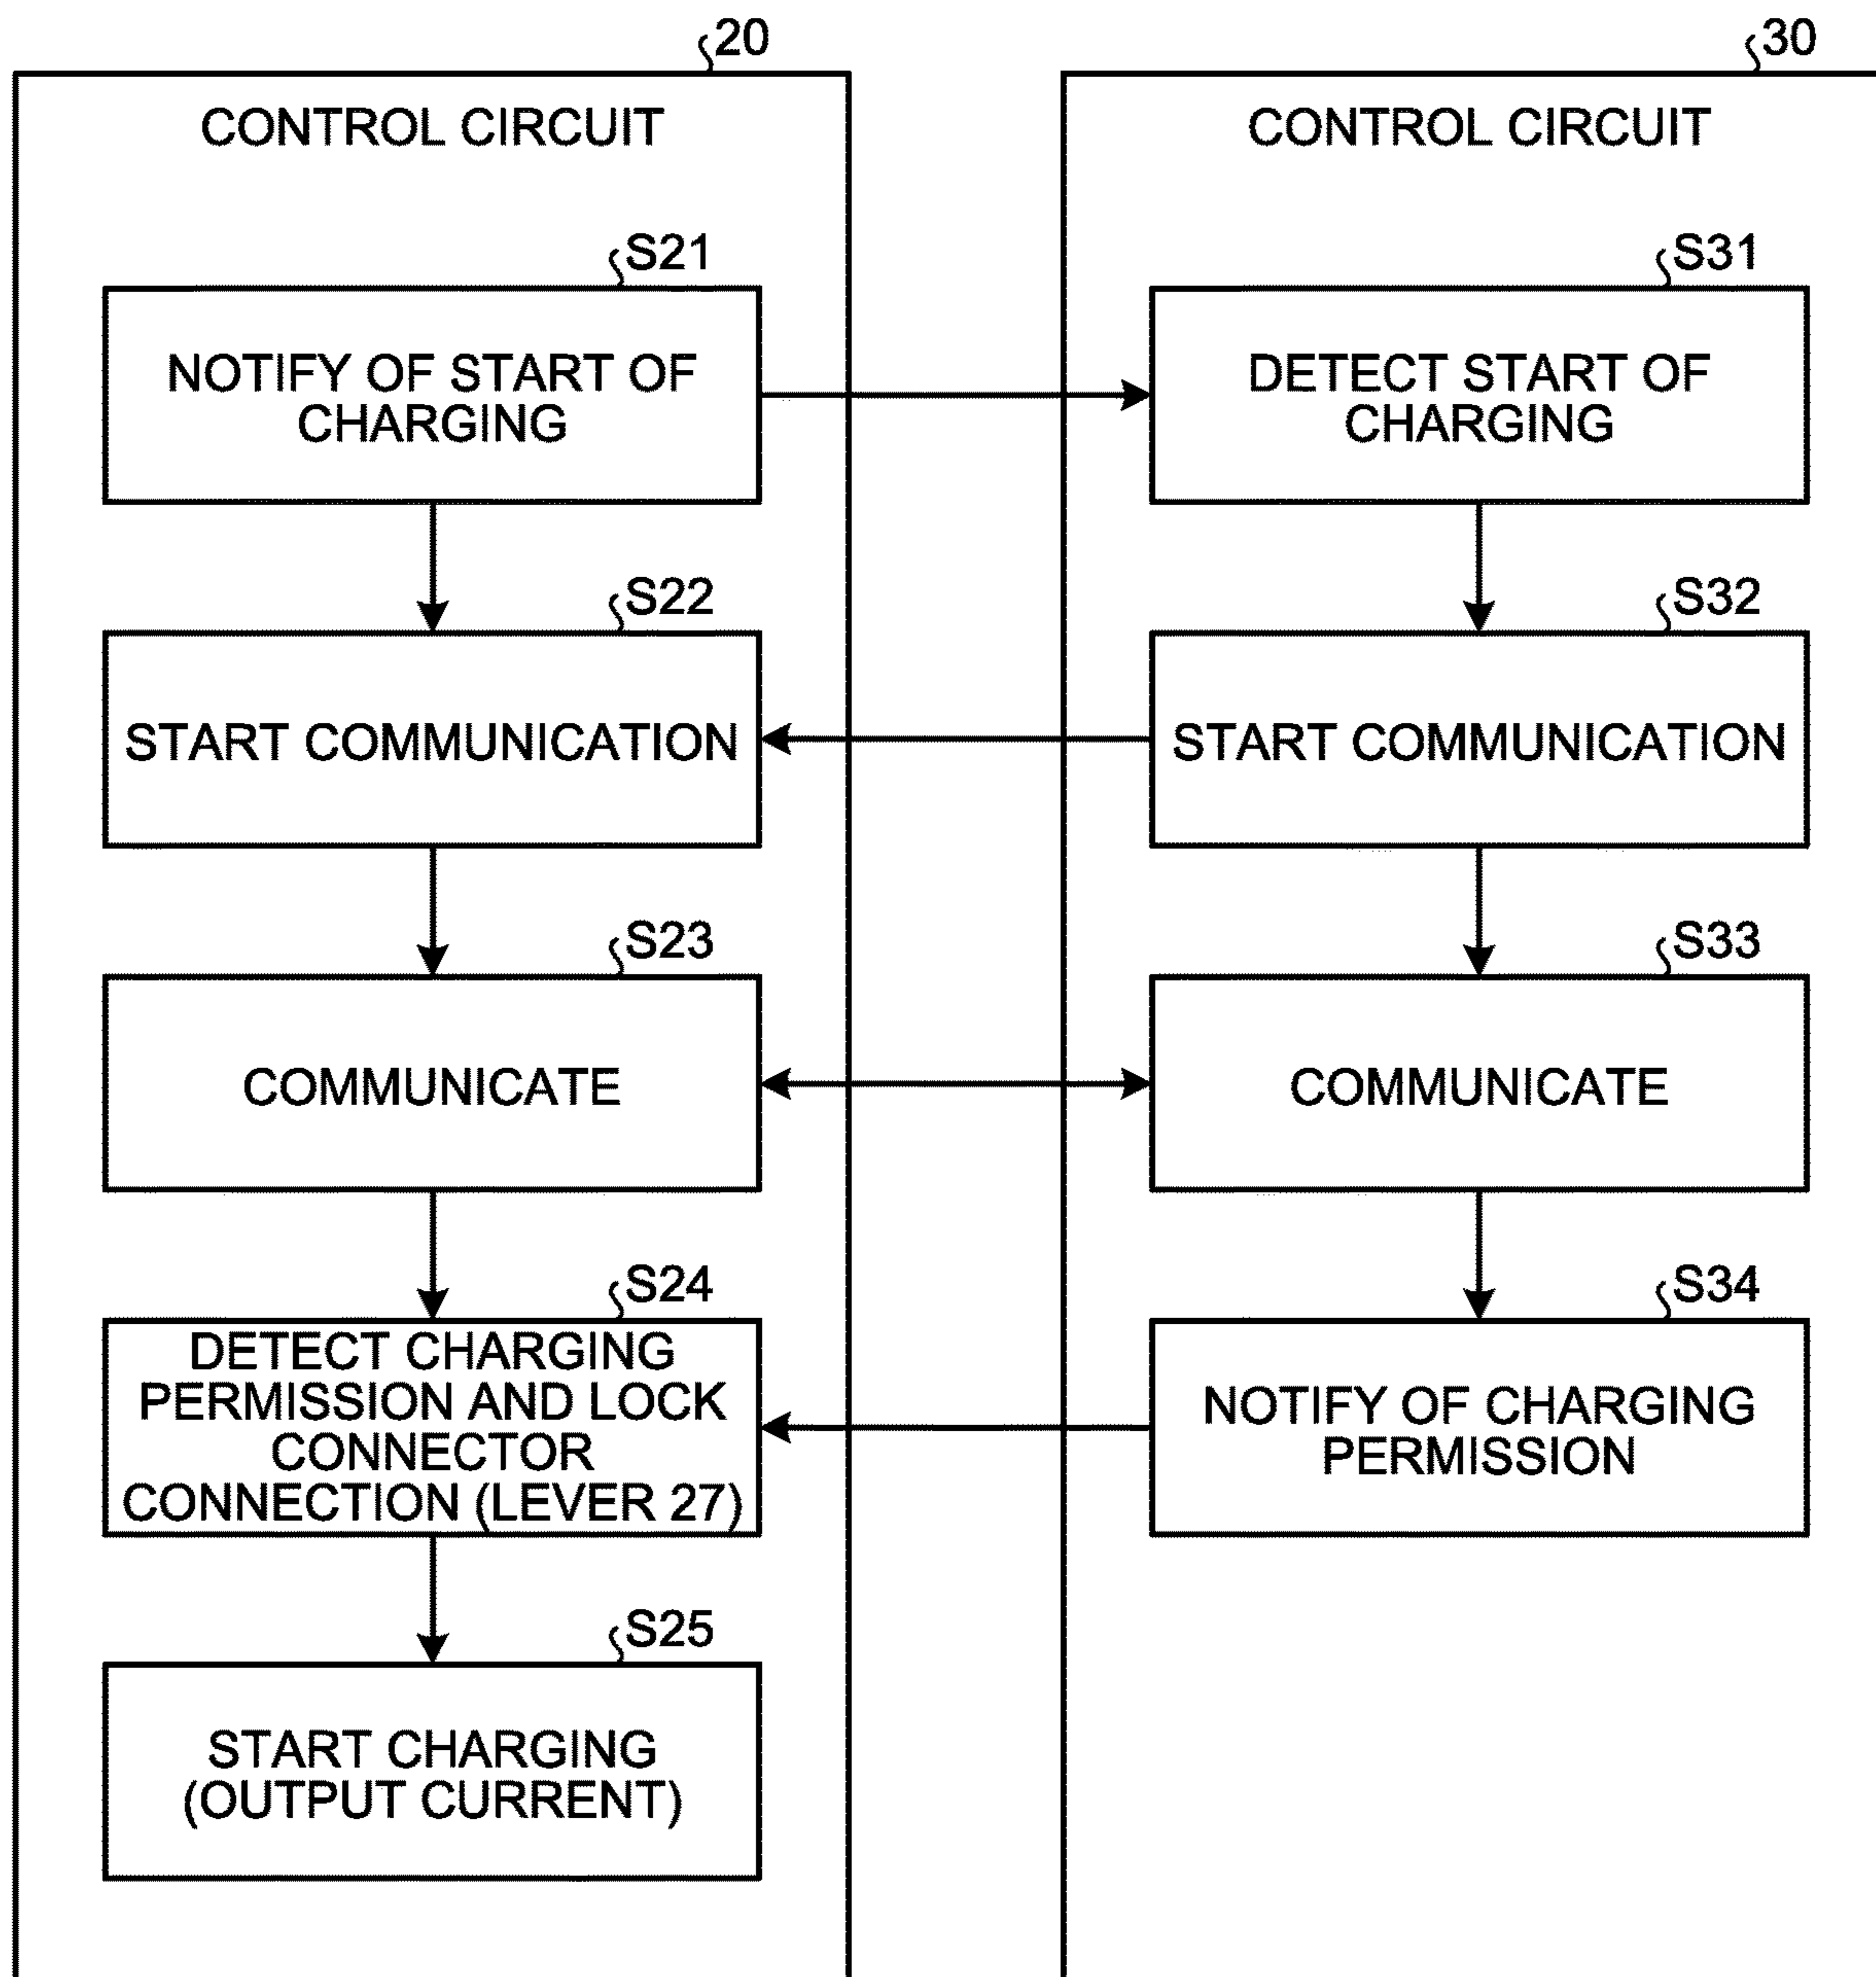 20
CONTROL CIRCUIT
S21
NOTIFY OF START OF
CHARGING
S22
START COMMUNICATION
S23
COMMUNICATE
S24
DETECT CHARGING
PERMISSION AND LOCK
CONNECTOR
CONNECTION (LEVER 27)
S25
START CHARGING
(OUTPUT CURRENT)
30
CONTROL CIRCUIT
S31
DETECT START OF
CHARGING
S32
START COMMUNICATION
S33
COMMUNICATE
S34
NOTIFY OF CHARGING
PERMISSION